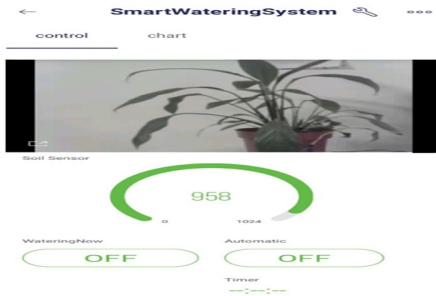 SmartWateringSystem
control chart
Soil Sensor
958
0 1024
WateringNow Automatic
OFF OFF
Timer
--:--:--